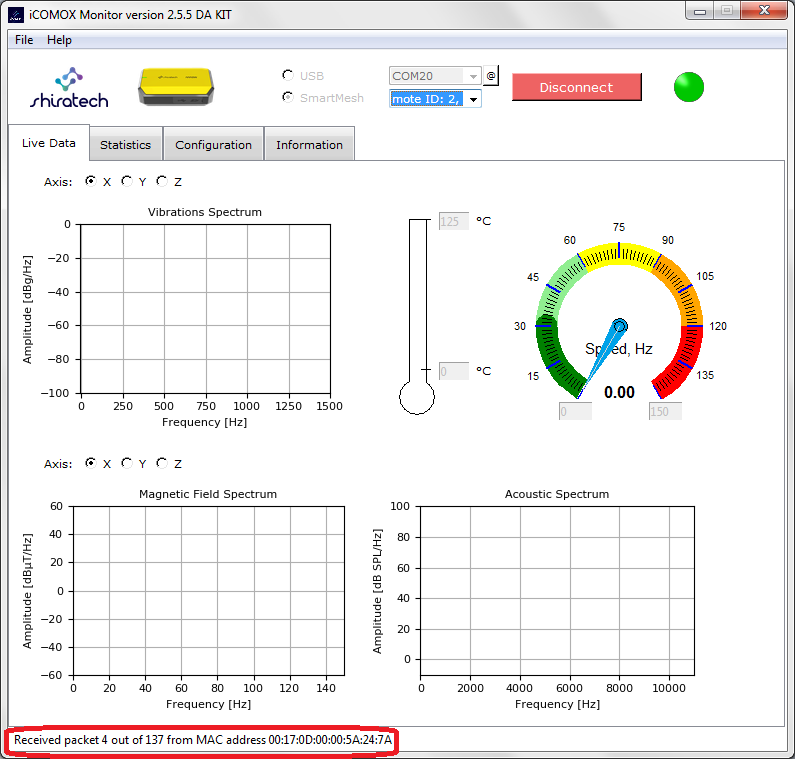 iCOMOX Monitor version 2.5.5 DA KIT
File Help
shiratech
USB
SmartMesh
COM20
@
mote ID: 2,
Disconnect
Live Data
Statistics
Configuration
Information
Axis: X Y Z
Vibrations Spectrum
Amplitude [dBg/Hz]
0
−20
−40
−60
−80
−100
0 250 500 750 1000 1250 1500
Frequency [Hz]
125 °C
0 °C
0
15
30
45
60
75
90
105
120
135
150
Speed, Hz
0.00
Axis: X Y Z
Magnetic Field Spectrum
Amplitude [dBµT/Hz]
60
40
20
0
−20
−40
−60
0 20 40 60 80 100 120 140
Frequency [Hz]
Acoustic Spectrum
Amplitude [dB SPL/Hz]
100
80
60
40
20
0
0 2000 4000 6000 8000 10000
Frequency [Hz]
Received packet 4 out of 137 from MAC address 00:17:0D:00:00:5A:24:7A